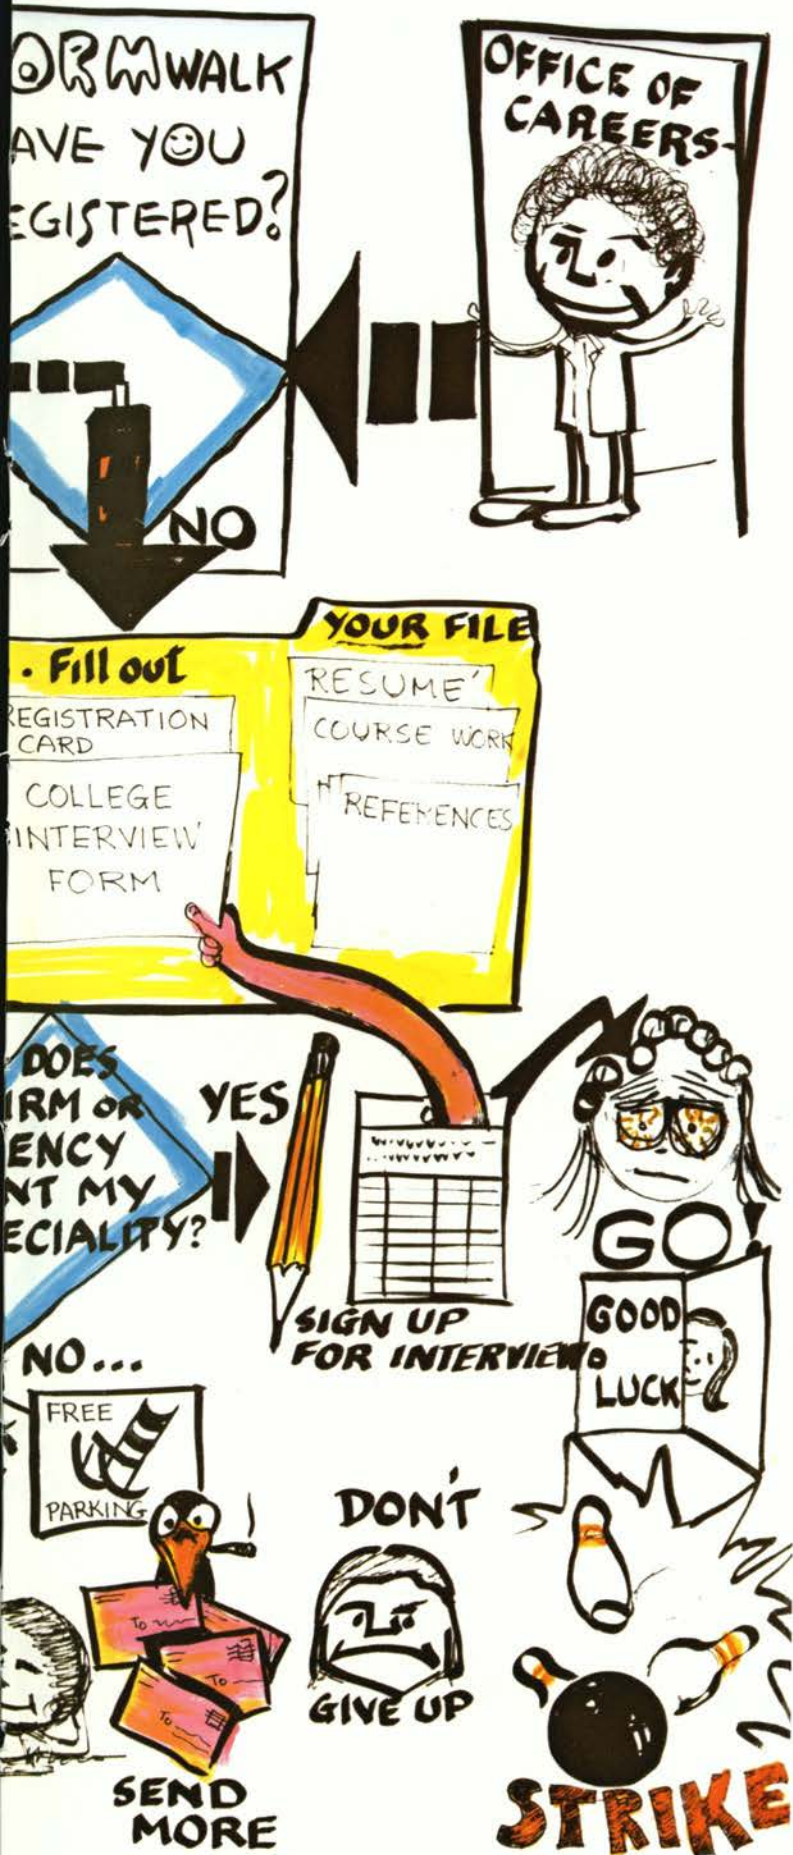 ORMWALK
AVE YOU
EGISTERED?
OFFICE OF
CAREERS-
NO
YOUR FILE
. Fill out
REGISTRATION
CARD
COLLEGE
INTERVIEW
FORM
RESUME'
COURSE WORK
REFERENCES
DOES
IRM OR
ENCY
NT MY
ECIALITY?
YES
SIGN UP
FOR INTERVIEW.
GO!
GOOD
LUCK
NO...
FREE
PARKING
To
To
To
SEND
MORE
DON'T
GIVE UP
STRIKE